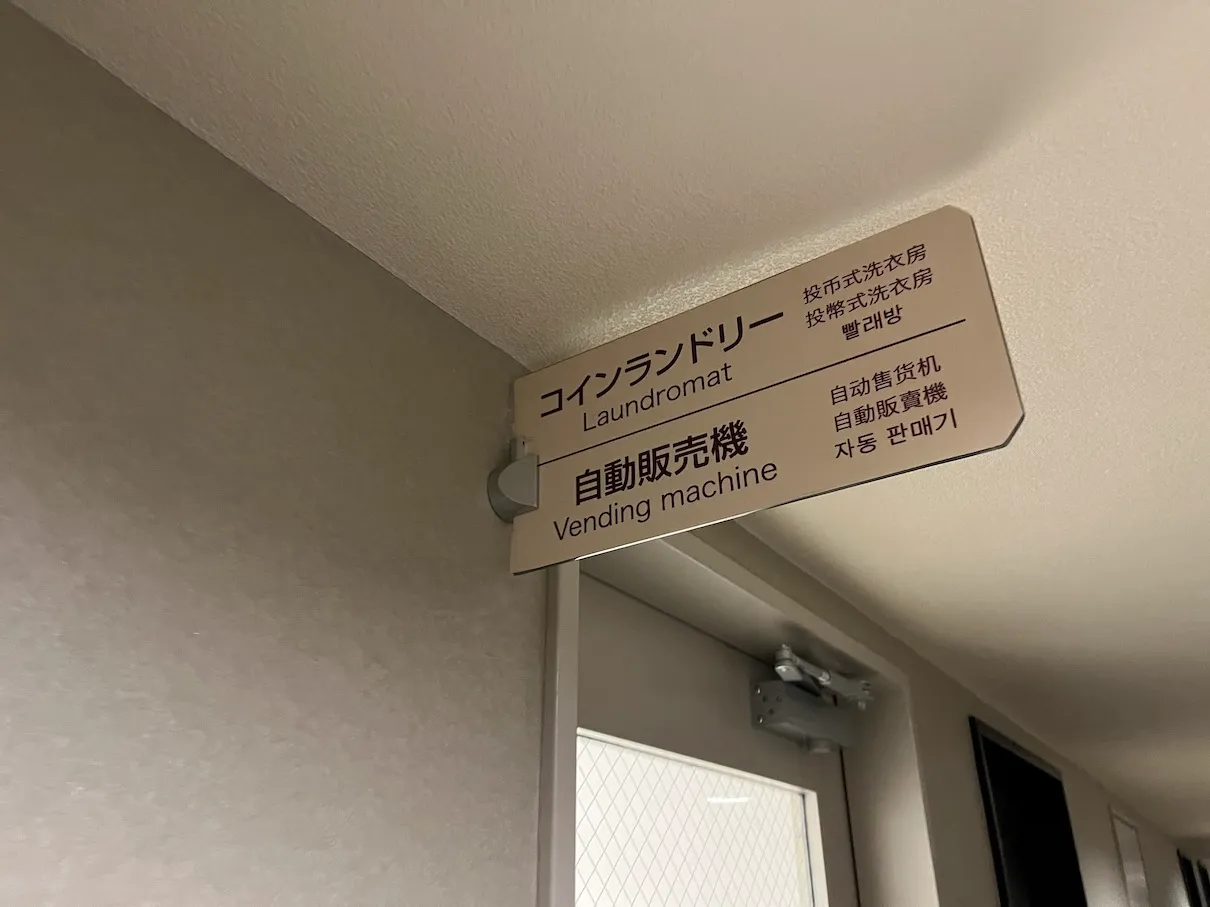 コインランドリー
Laundromat
投币式洗衣房
投幣式洗衣房
빨래방
自動販売機
Vending machine
自动售货机
自動販賣機
자동 판매기